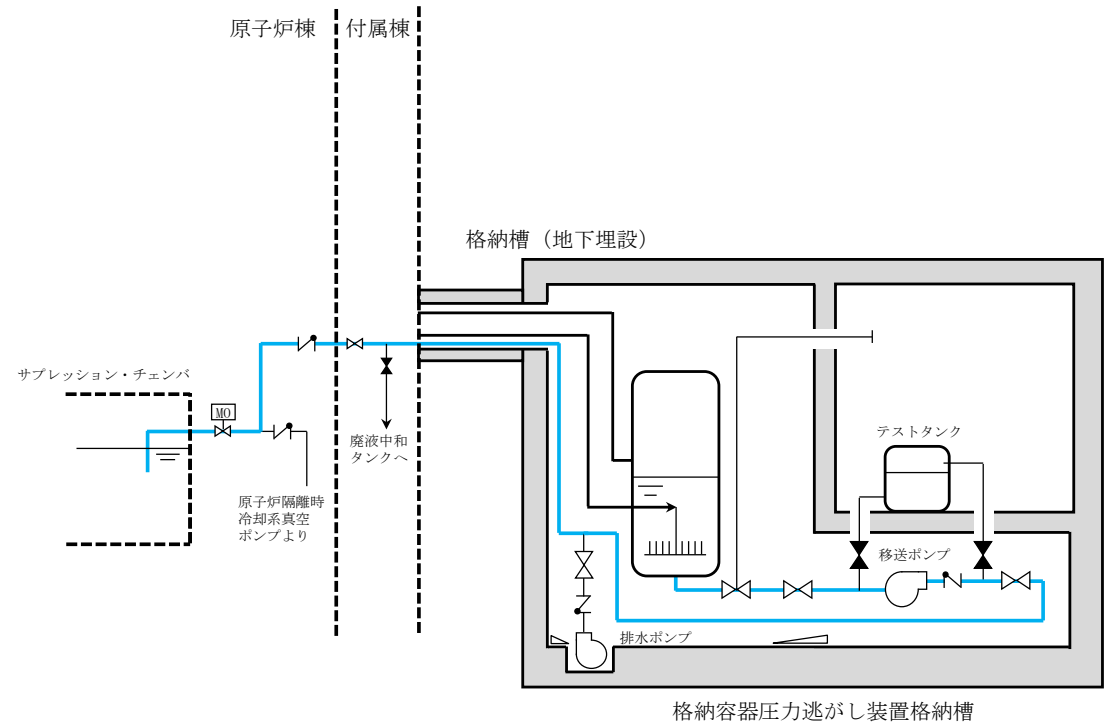 原子炉棟
付属棟
格納槽（地下埋設）
サプレッション・チェンバ
MO
廃液中和
タンクへ
原子炉隔離時
冷却系真空
ポンプより
テストタンク
移送ポンプ
排水ポンプ
格納容器圧力逃がし装置格納槽